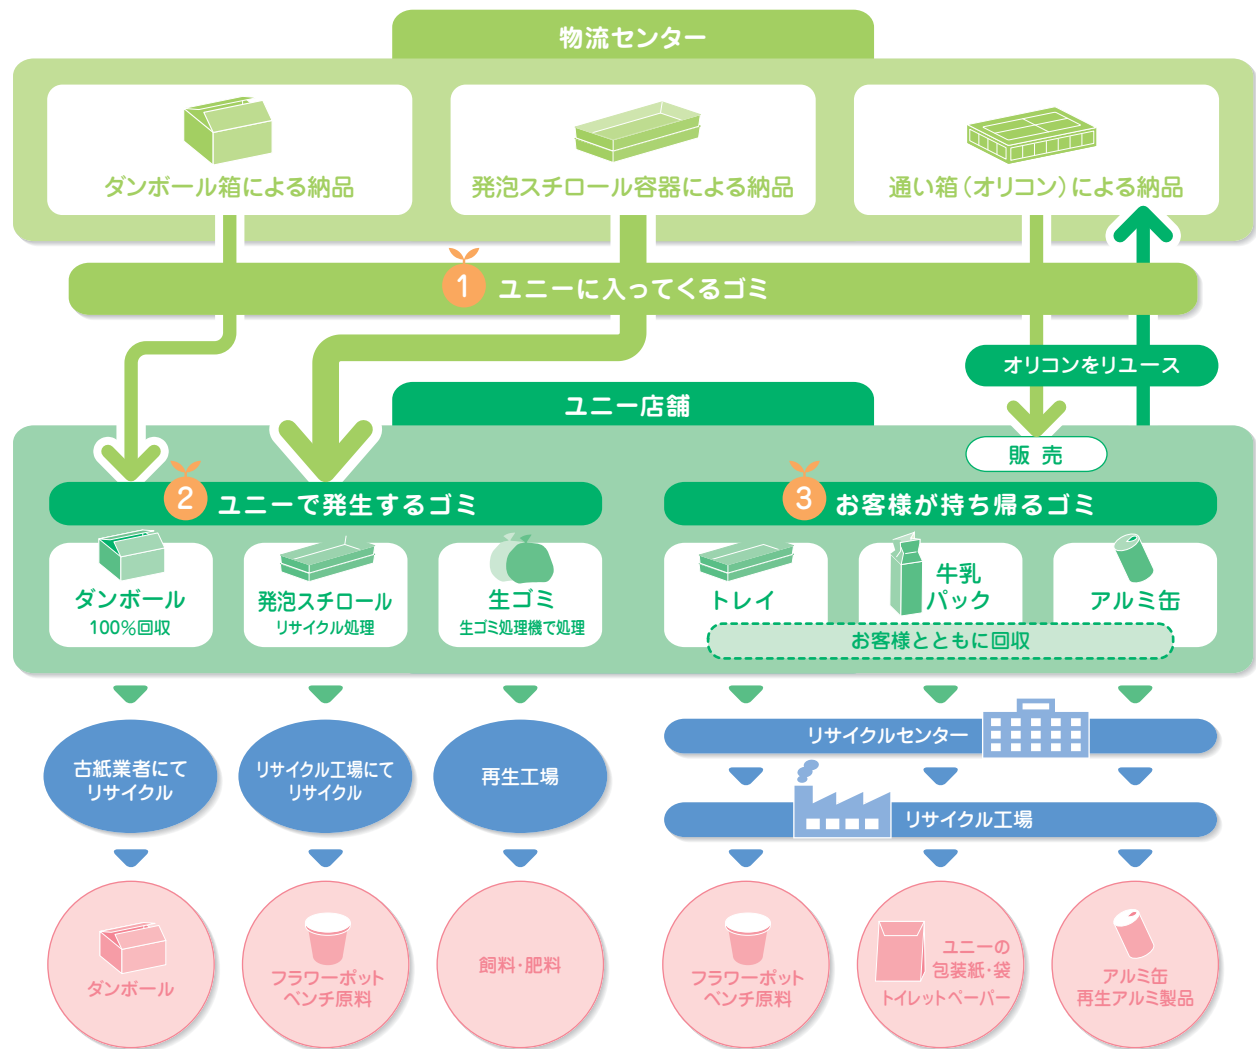 物流センター
ダンボール箱による納品
発泡スチロール容器による納品
通い箱(オリコン)による納品
1 ユニーに入ってくるゴミ
オリコンをリユース
ユニー店舗
販売
2 ユニーで発生するゴミ
3 お客様が持ち帰るゴミ
ダンボール
100%回収
発泡スチロール
リサイクル処理
生ゴミ
生ゴミ処理機で処理
トレイ
牛乳
パック
アルミ缶
お客様とともに回収
古紙業者にて
リサイクル
リサイクル工場にて
リサイクル
再生工場
リサイクルセンター
リサイクル工場
ダンボール
フラワーポット
ベンチ原料
飼料・肥料
フラワーポット
ベンチ原料
ユニーの
包装紙・袋
トイレットペーパー
アルミ缶
再生アルミ製品